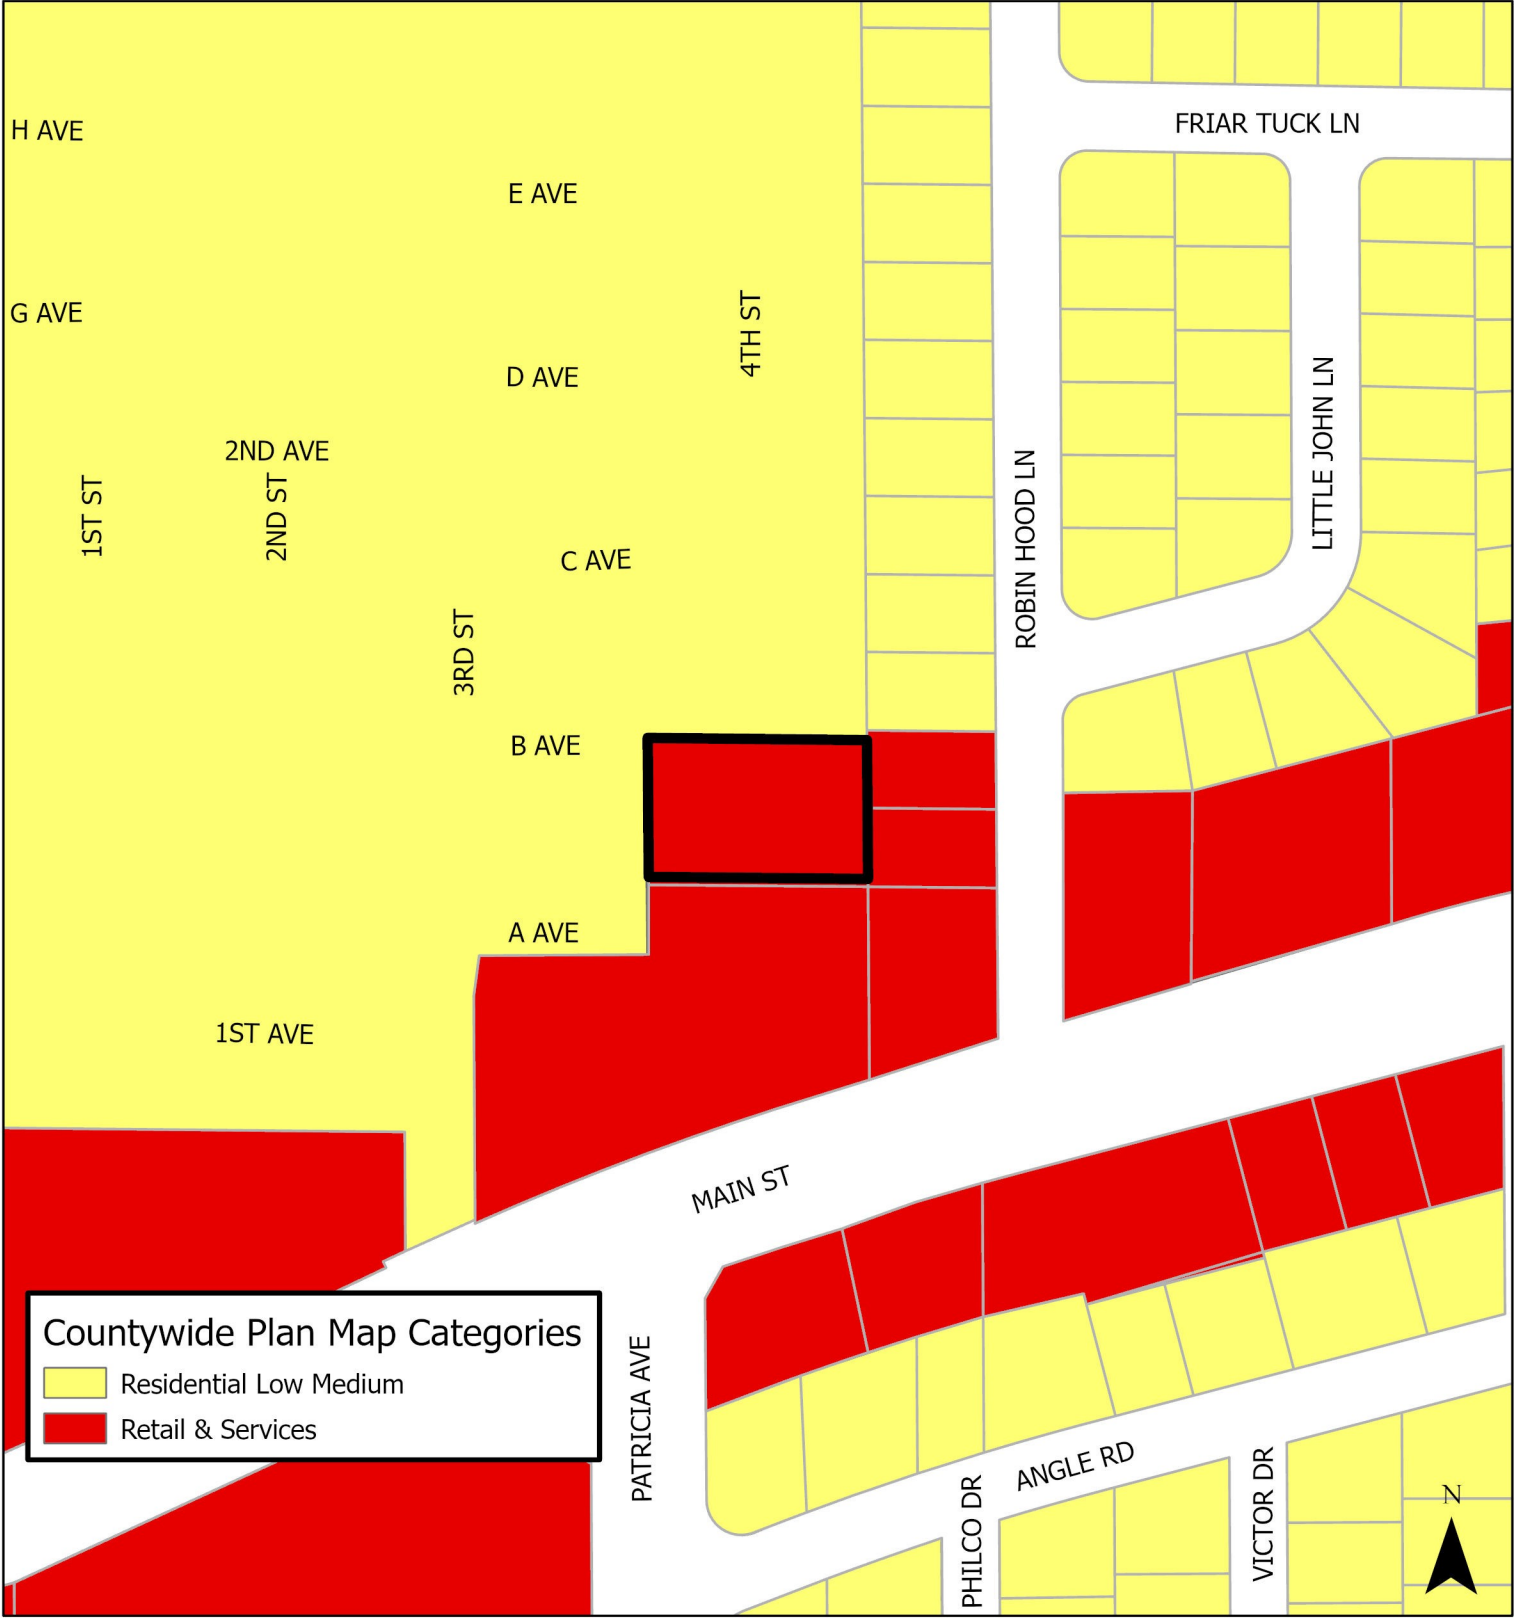 FRIAR TUCK LN
H AVE
E AVE
G AVE
4TH ST
D AVE
LITTLE JOHN LN
2ND AVE
1ST ST
2ND ST
ROBIN HOOD LN
C AVE
3RD ST
B AVE
A AVE
1ST AVE
MAIN ST
Countywide Plan Map Categories
Residential Low Medium
Retail & Services
PATRICIA AVE
ANGLE RD
PHILCO DR
VICTOR DR
N